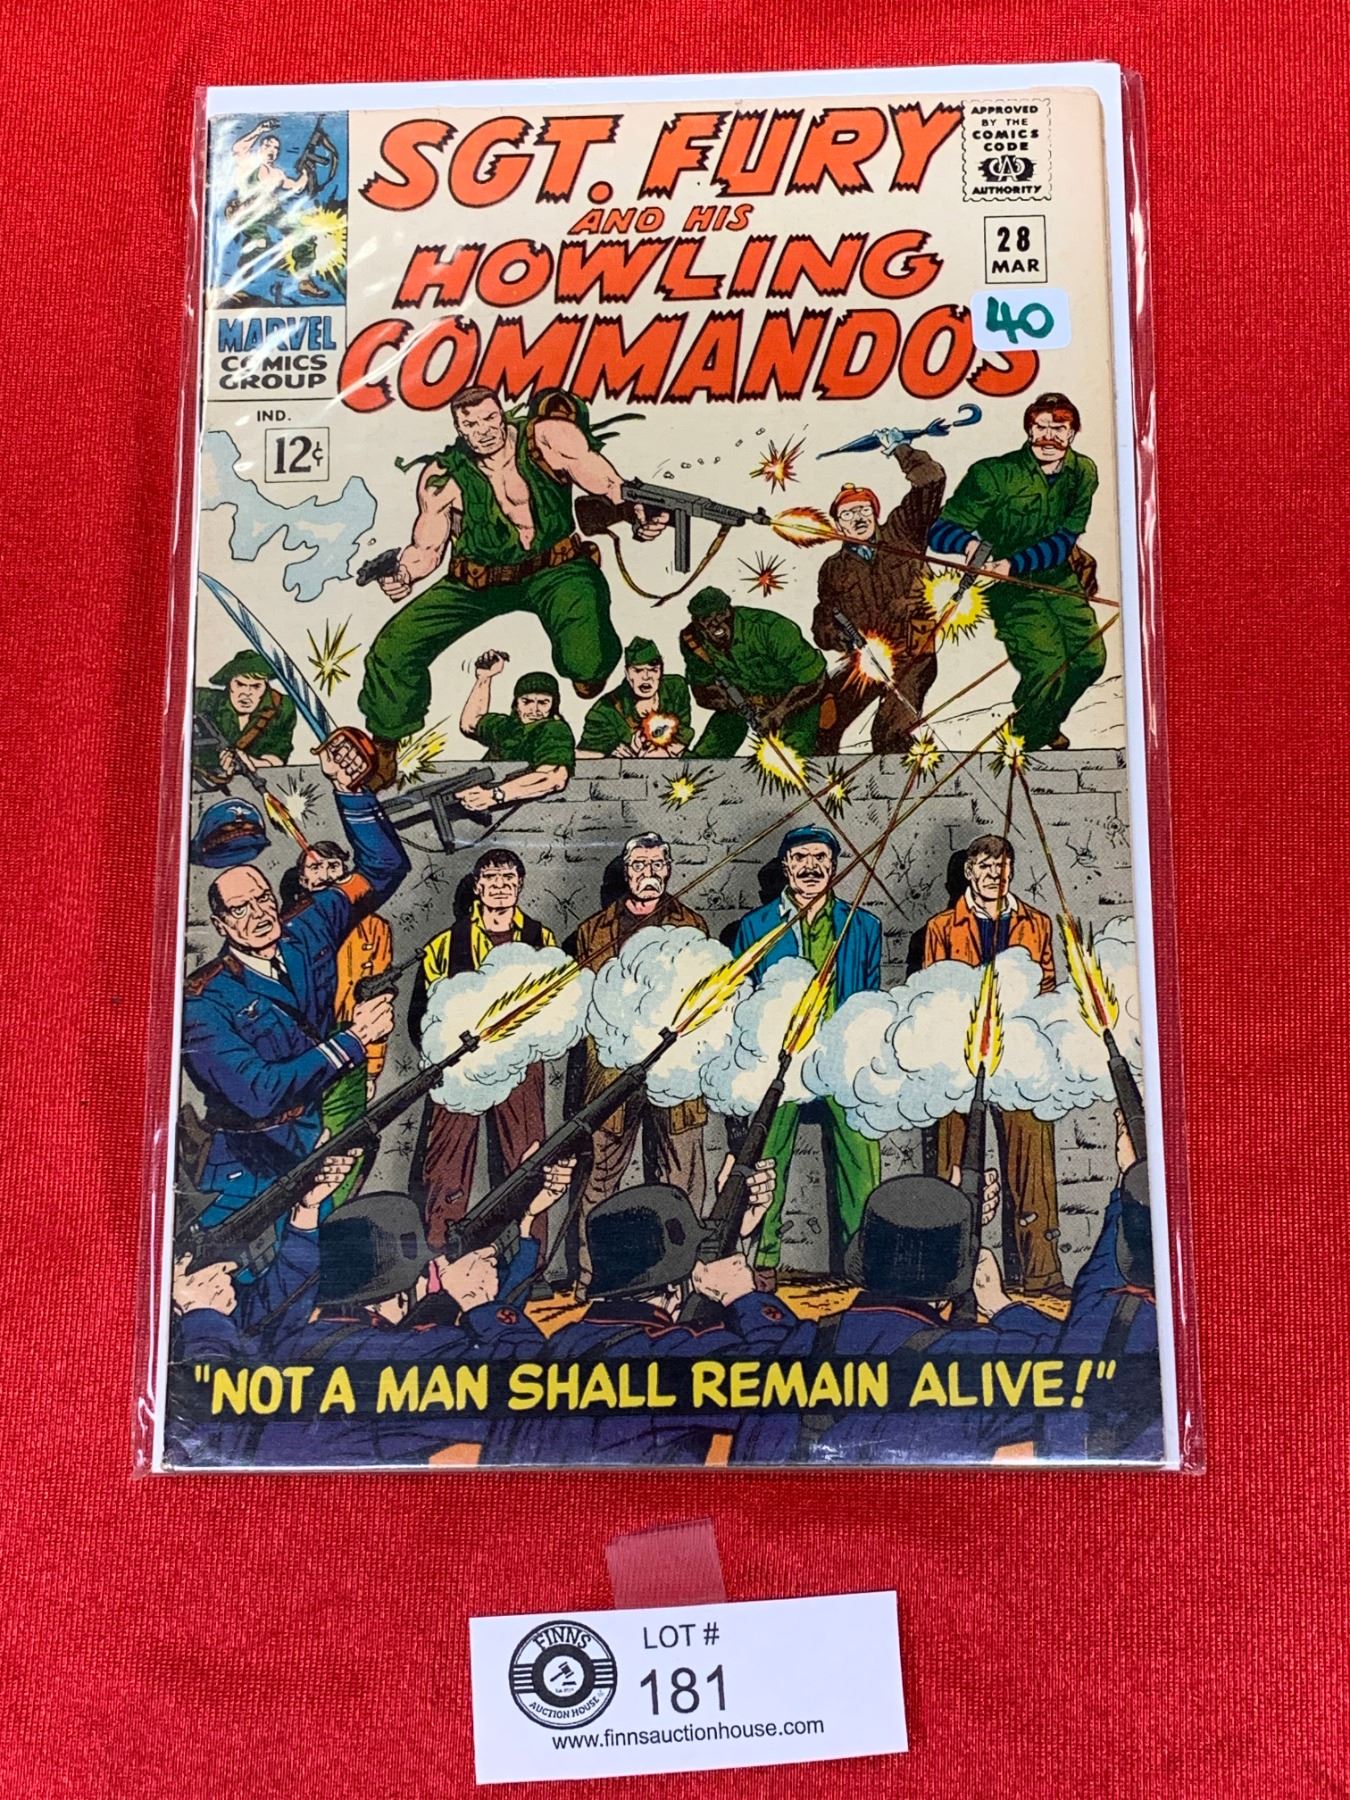 SGT. FURY
AND HIS
HOWLING
COMMANDOS
APPROVED
BY THE
COMICS
CODE
AUTHORITY
28
MAR
40
MARVEL
COMICS
GROUP
IND.
12¢
"NOT A MAN SHALL REMAIN ALIVE!"
FINNS
AUCTION HOUSE
LOT #
181
www.finnsauctionhouse.com